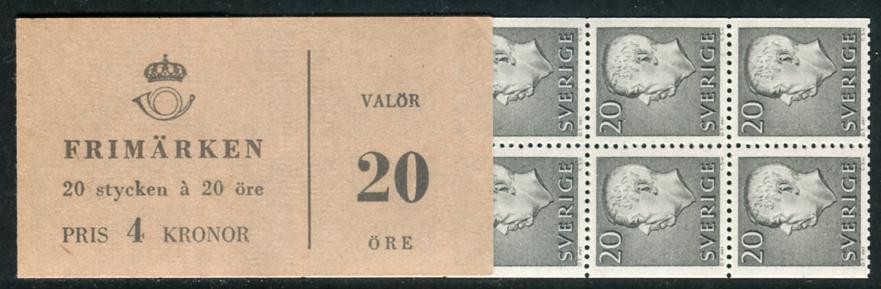 FRIMÄRKEN
20 stycken à 20 öre
PRIS 4 KRONOR
VALÖR
20
ÖRE
SVERIGE
20 SVERIGE
20 SVERIGE
SVERIGE
20 SVERIGE
20 SVERIGE